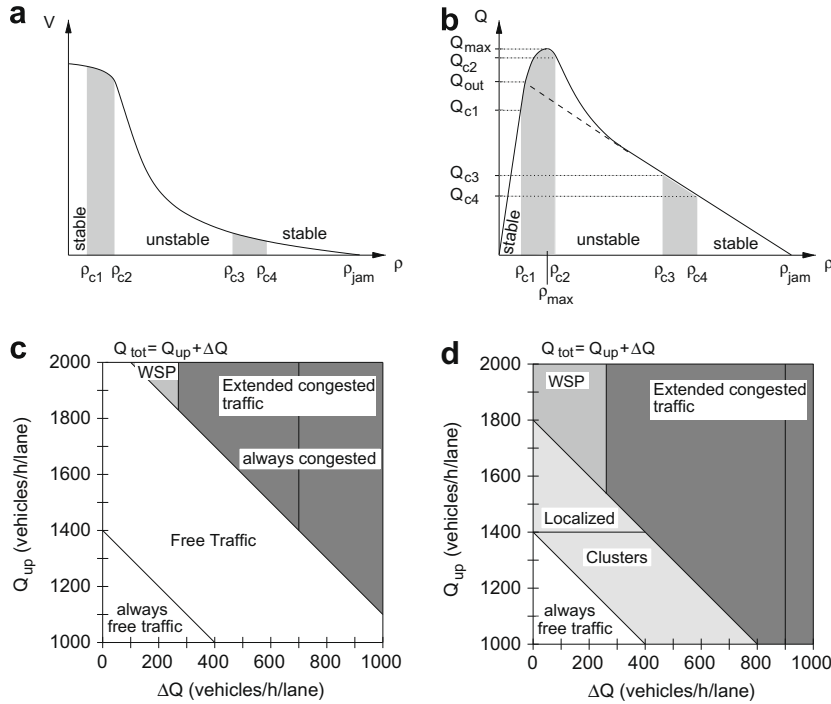 a
V
stable
unstable
stable
ρc1 ρc2 ρc3 ρc4 ρjam ρ
b
Q
Qmax
Qc2
Qout
Qc1
Qc3
Qc4
stable
unstable
stable
ρc1 ρc2 ρc3 ρc4 ρjam ρ
ρmax
c
Q tot = Qup + ΔQ
2000
WSP
Extended congested
traffic
1800
always congested
1600
Free Traffic
1400
1200
always
free traffic
1000
Qup (vehicles/h/lane)
0 200 400 600 800 1000
ΔQ (vehicles/h/lane)
d
Q tot = Qup + ΔQ
2000
WSP
Extended congested
traffic
1800
1600
Localized
1400
Clusters
1200
always
free traffic
1000
Qup (vehicles/h/lane)
0 200 400 600 800 1000
ΔQ (vehicles/h/lane)